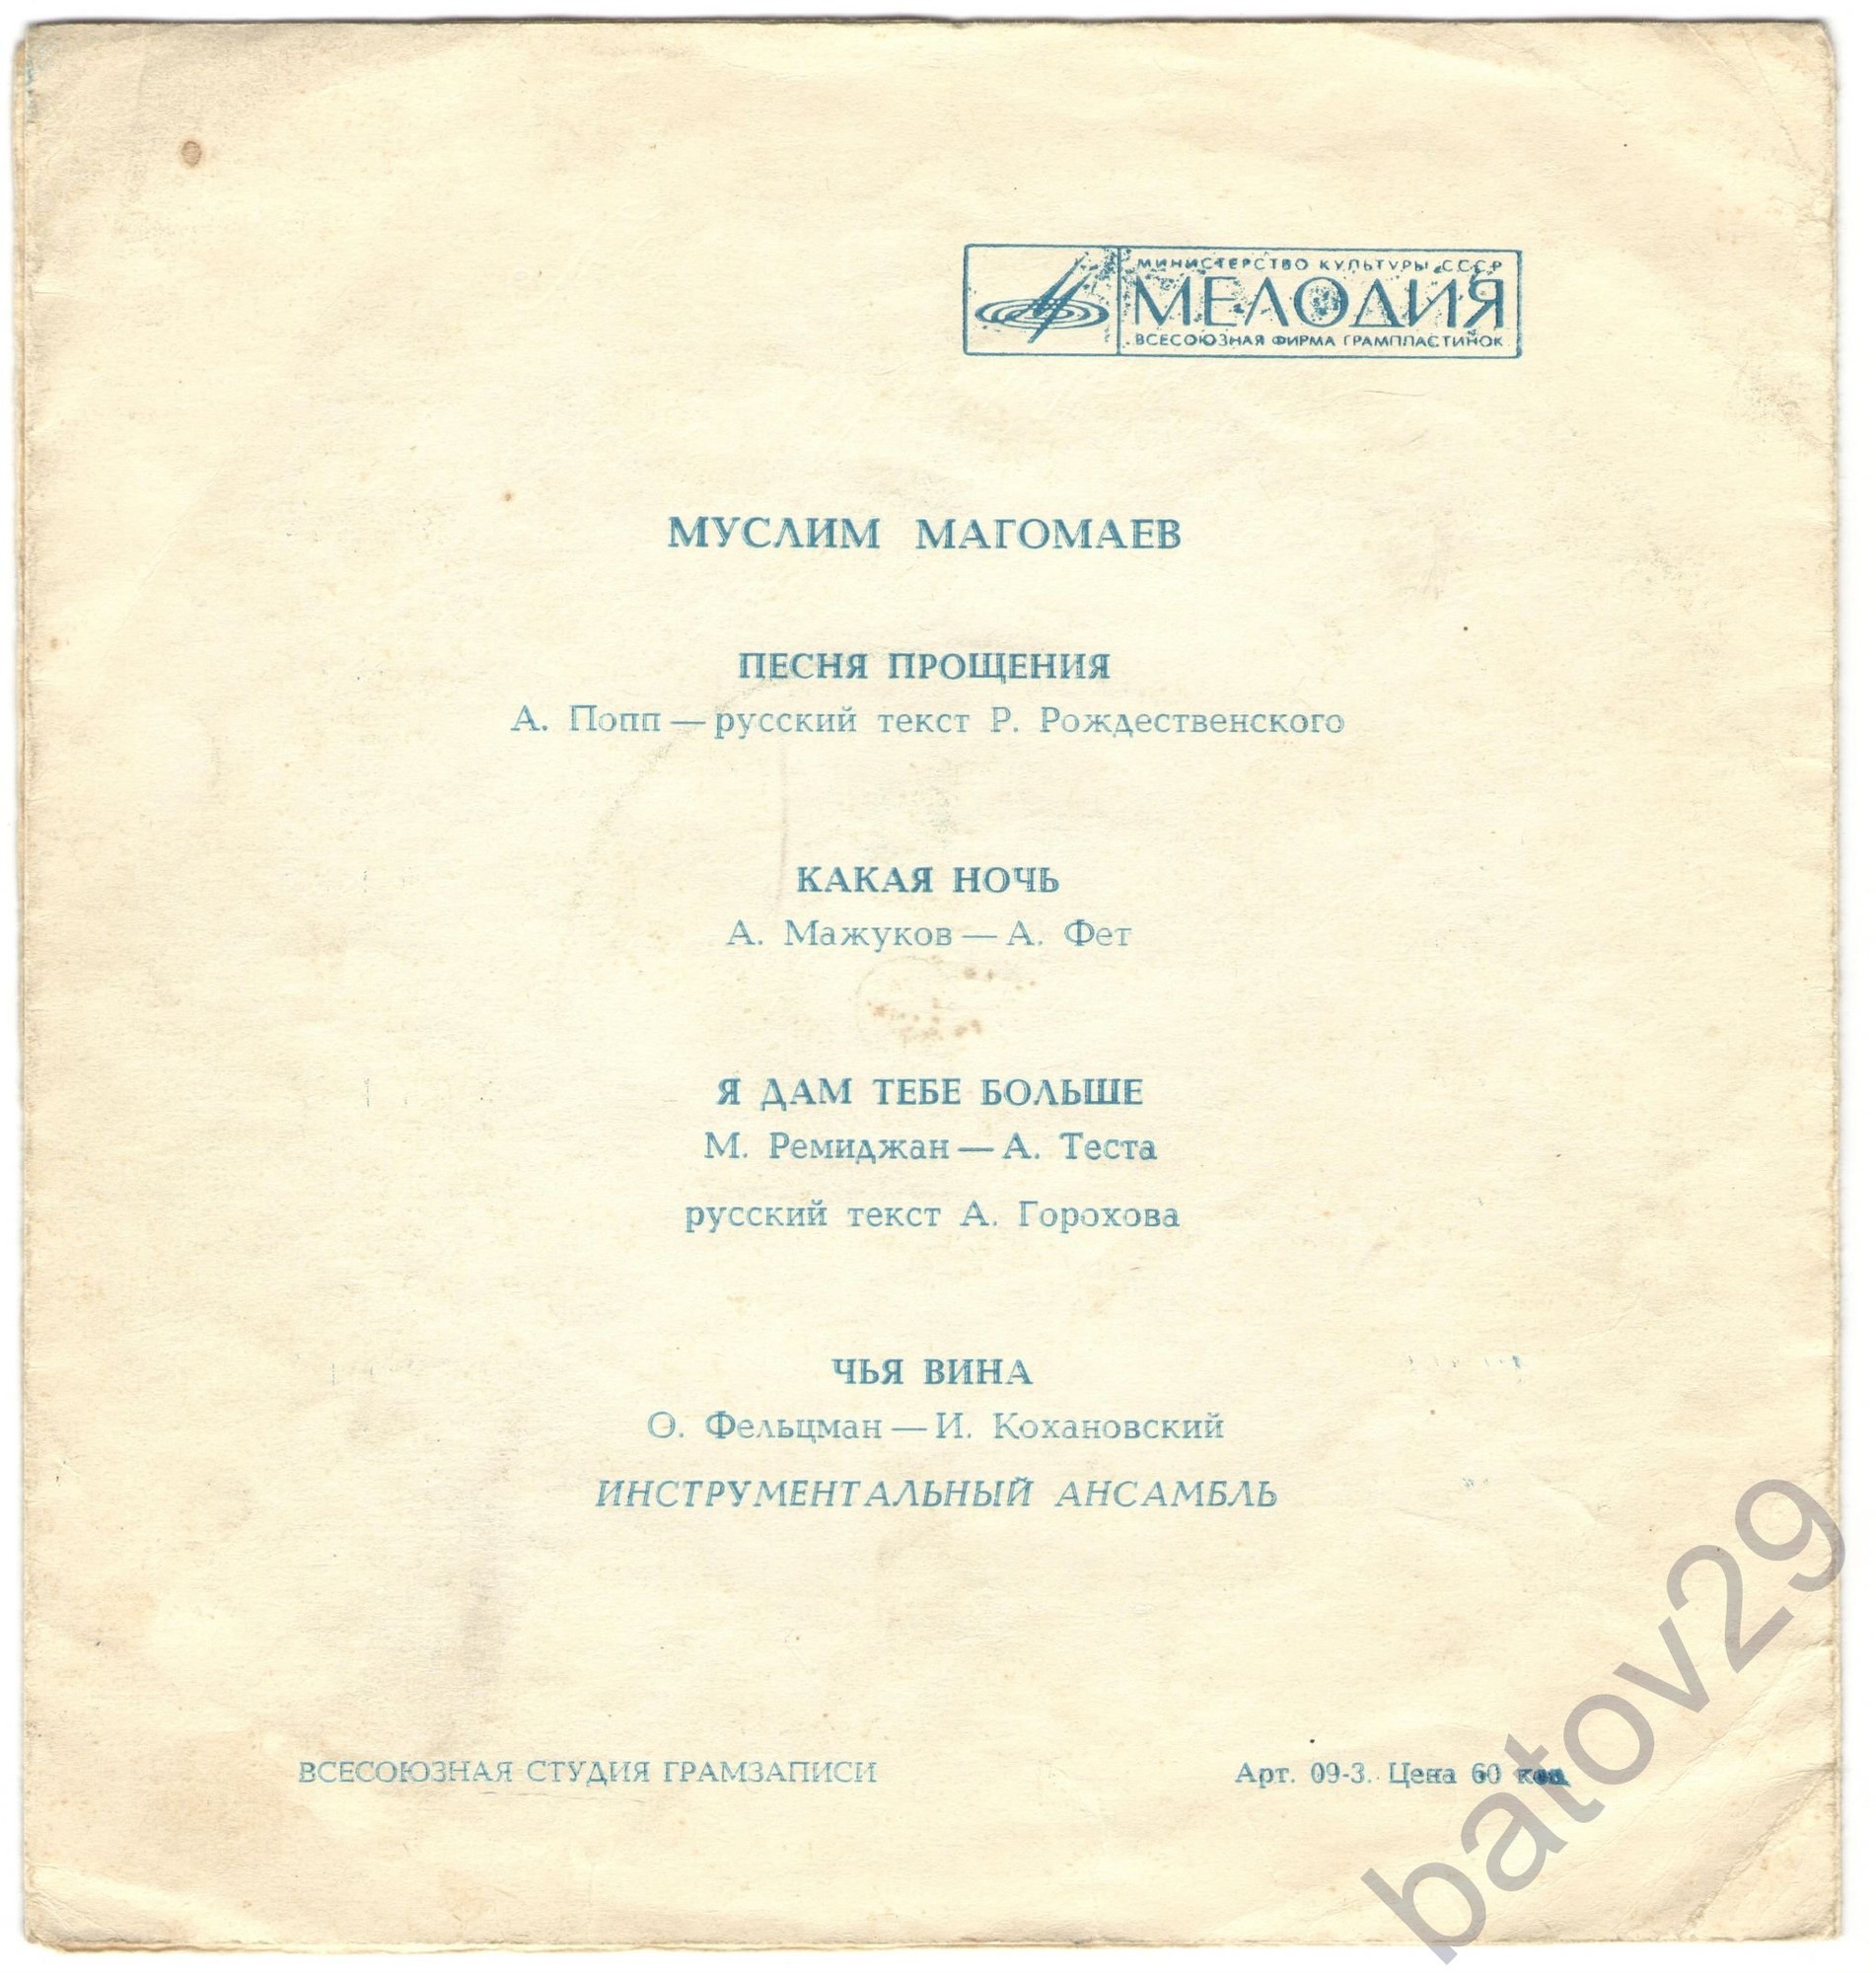 МИНИСТЕРСТВО КУЛЬТУРЫ СССР
МЕЛОДИЯ
ВСЕСОЮЗНАЯ ФИРМА ГРАМПЛАСТИНОК
МУСЛИМ МАГОМАЕВ
ПЕСНЯ ПРОЩЕНИЯ
А. Попп — русский текст Р. Рождественского
КАКАЯ НОЧЬ
А. Мажуков — А. Фет
Я ДАМ ТЕБЕ БОЛЬШЕ
М. Ремиджан — А. Теста
русский текст А. Горохова
ЧЬЯ ВИНА
О. Фельцман — И. Кохановский
ИНСТРУМЕНТАЛЬНЫЙ АНСАМБЛЬ
ВСЕСОЮЗНАЯ СТУДИЯ ГРАМЗАПИСИ
Арт. 09-3. Цена 60 коп.
batov29